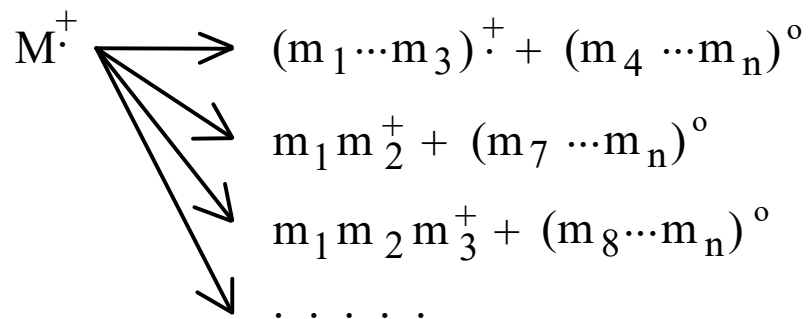 M⁺· (m₁···m₃)⁺· + (m₄ ···mₙ)°
m₁m₂⁺ + (m₇ ···mₙ)°
m₁m₂m₃⁺ + (m₈···mₙ)°
. . . . .